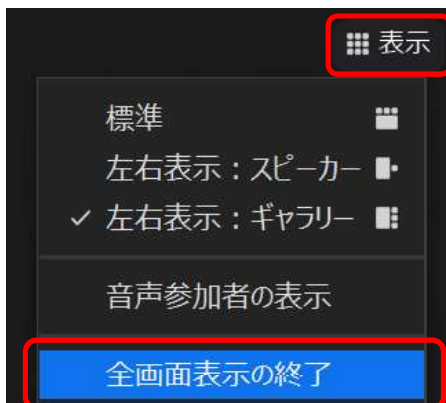 表示
標準
左右表示：スピーカー
左右表示：ギャラリー
音声参加者の表示
全画面表示の終了